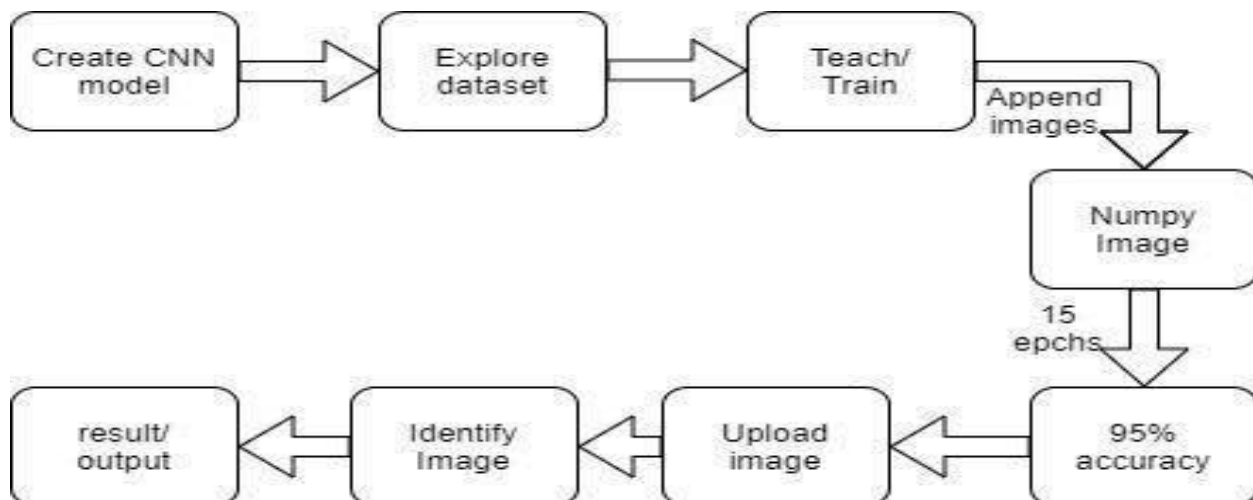 Create CNN
model
Explore
dataset
Teach/
Train
Append
images
Numpy
Image
15
epchs
95%
accuracy
Upload
image
Identify
Image
result/
output